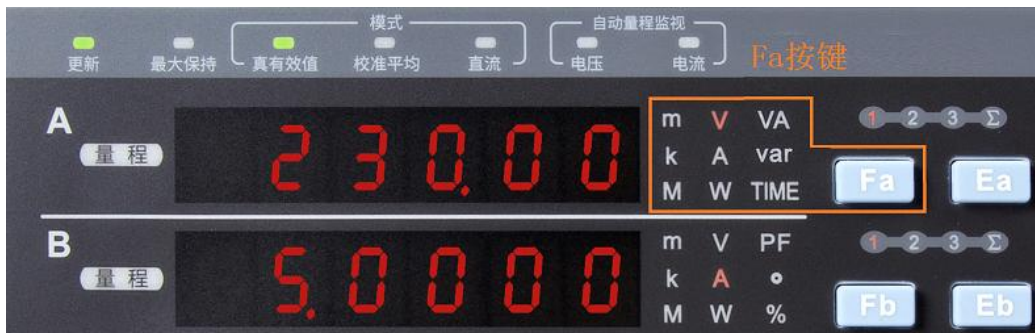 模式
自动量程监视
更新 最大保持 真有效值 校准平均 直流 电压 电流 Fa按键
A 量程 230.00
m V VA
k A var
M W TIME
1 2 3 Σ
Fa Ea
B 量程 5.0000
m V PF
k A °
M W %
1 2 3 Σ
Fb Eb